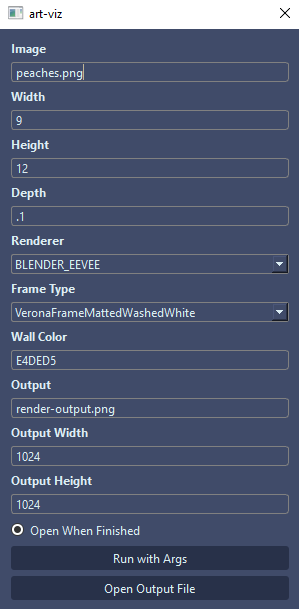 art-viz
Image
peaches.png
Width
9
Height
12
Depth
.1
Renderer
BLENDER_EEVEE
Frame Type
VeronaFrameMattedWashedWhite
Wall Color
E4DED5
Output
render-output.png
Output Width
1024
Output Height
1024
Open When Finished
Run with Args
Open Output File